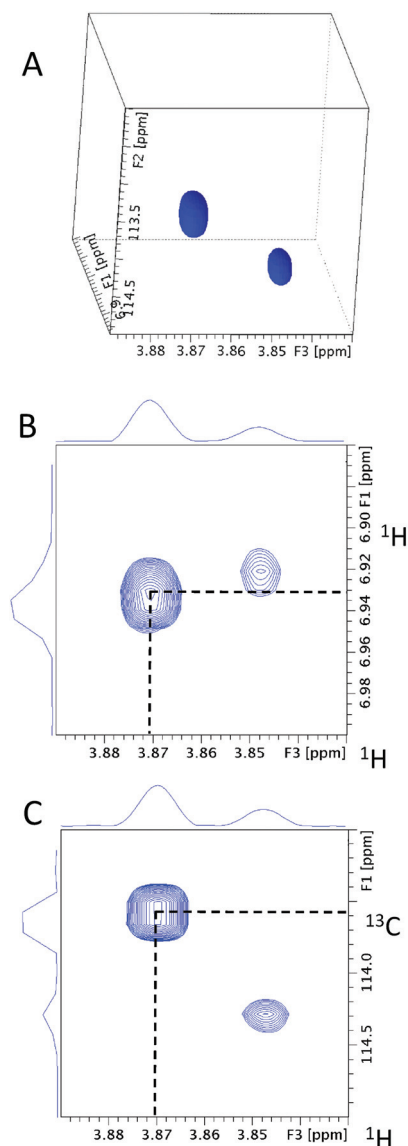 A
F2 [ppm]
113.5
114.5
F1 [ppm]
6.9
3.88 3.87 3.86 3.85 F3 [ppm]
B
F1 [ppm]
6.90
6.92
6.94
6.96
6.98
¹H
3.88 3.87 3.86 3.85 F3 [ppm]
¹H
C
F1 [ppm]
¹³C
114.0
114.5
3.88 3.87 3.86 3.85 F3 [ppm]
¹H